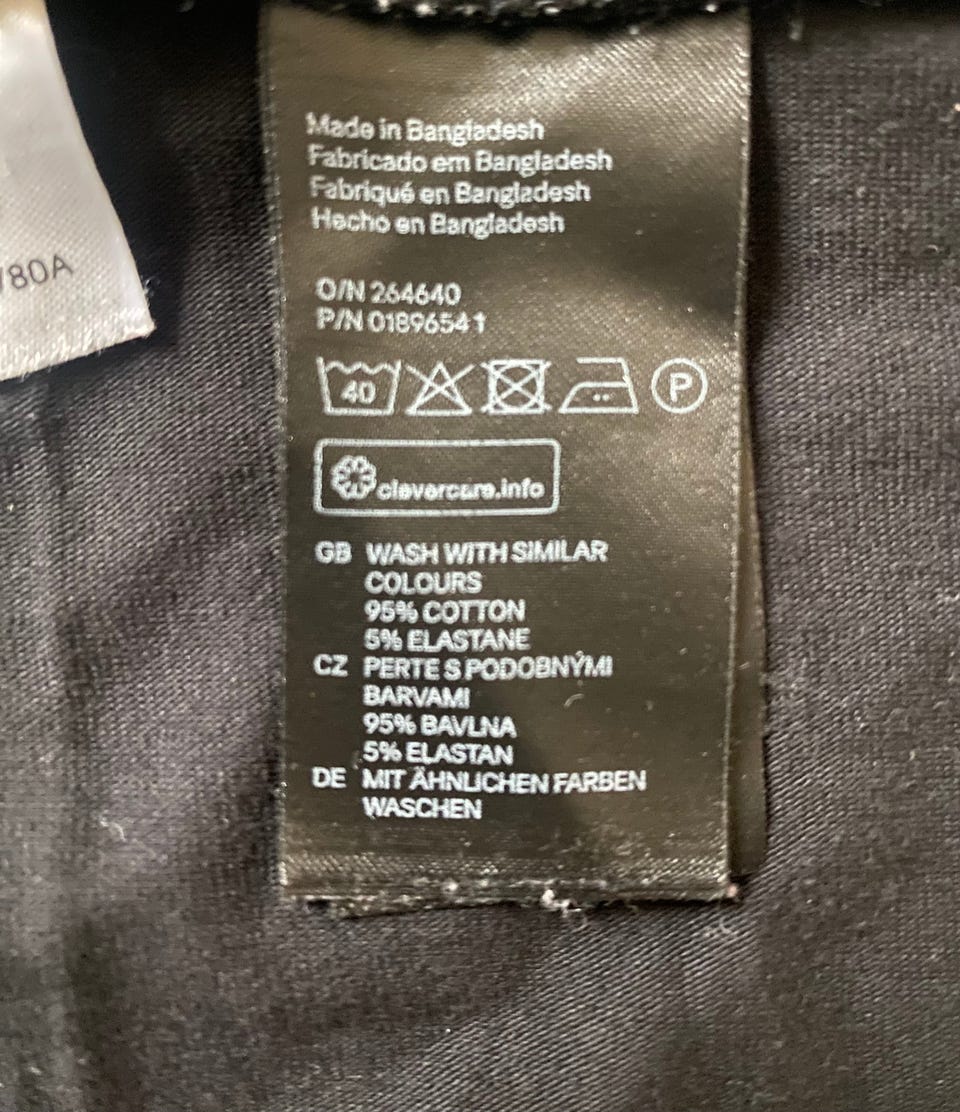 Made in Bangladesh
Fabricado em Bangladesh
Fabriqué en Bangladesh
Hecho en Bangladesh
O/N 264640
P/N 01896541
40 P
clevercare.info
GB WASH WITH SIMILAR
COLOURS
95% COTTON
5% ELASTANE
CZ PERTE S PODOBNÝMI
BARVAMI
95% BAVLNA
5% ELASTAN
DE MIT ÄHNLICHEN FARBEN
WASCHEN